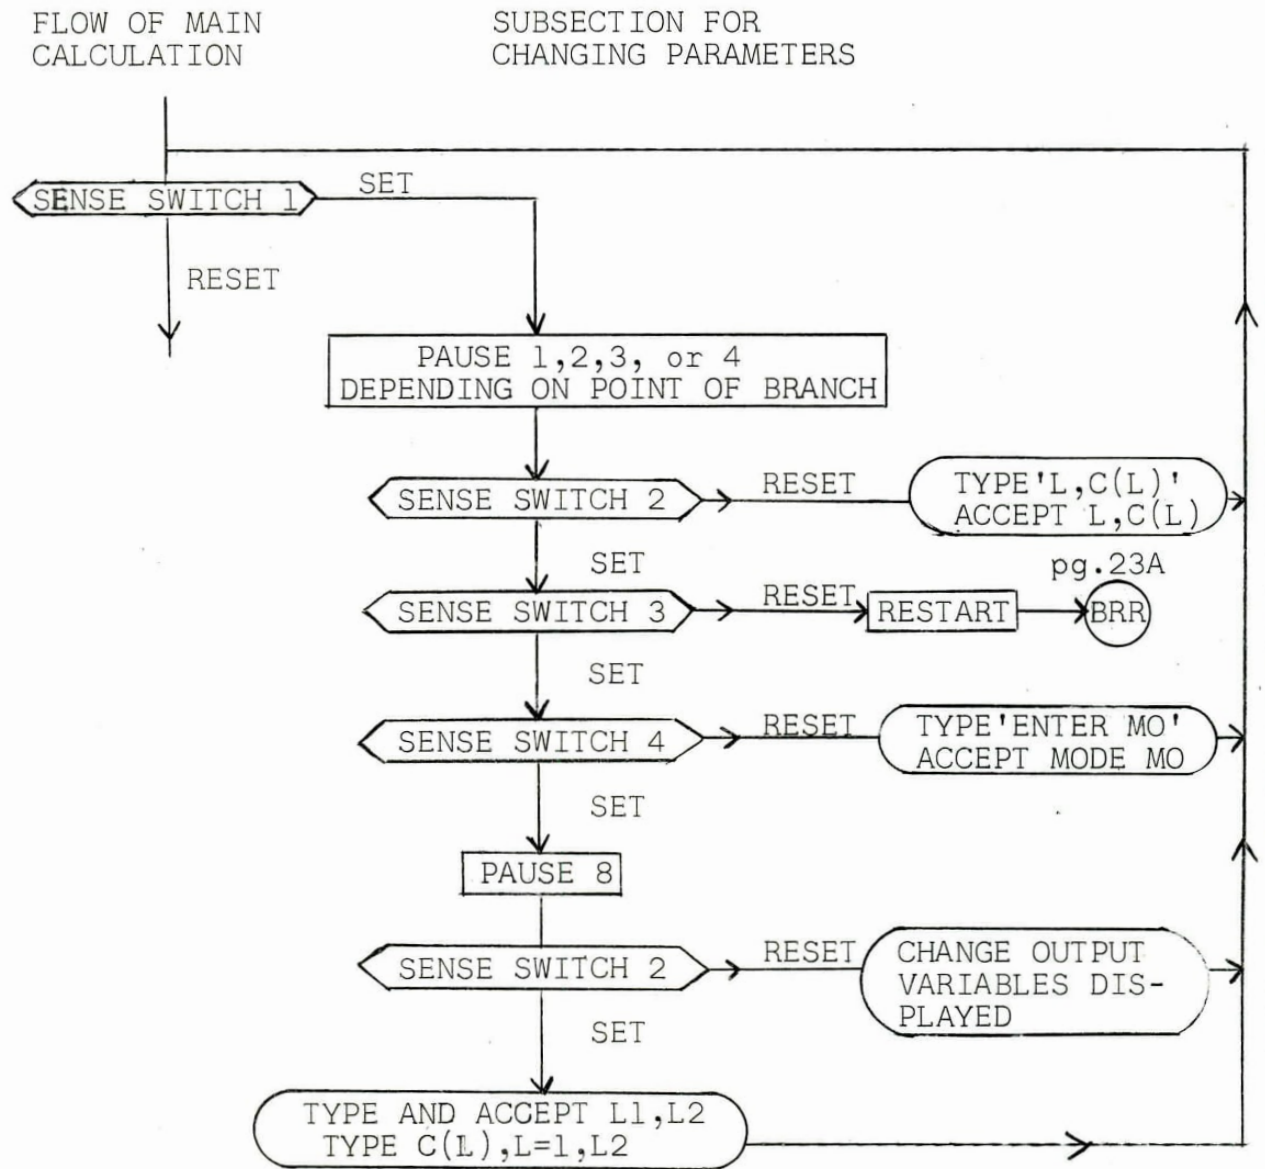 FLOW OF MAIN
CALCULATION
SUBSECTION FOR
CHANGING PARAMETERS
SENSE SWITCH 1
SET
RESET
PAUSE 1,2,3, or 4
DEPENDING ON POINT OF BRANCH
SENSE SWITCH 2
RESET
TYPE'L,C(L)'
ACCEPT L,C(L)
SET
pg.23A
SENSE SWITCH 3
RESET
RESTART
BRR
SET
SENSE SWITCH 4
RESET
TYPE'ENTER MO'
ACCEPT MODE MO
SET
PAUSE 8
SENSE SWITCH 2
RESET
CHANGE OUTPUT
VARIABLES DIS-
PLAYED
SET
TYPE AND ACCEPT L1,L2
TYPE C(L),L=1,L2